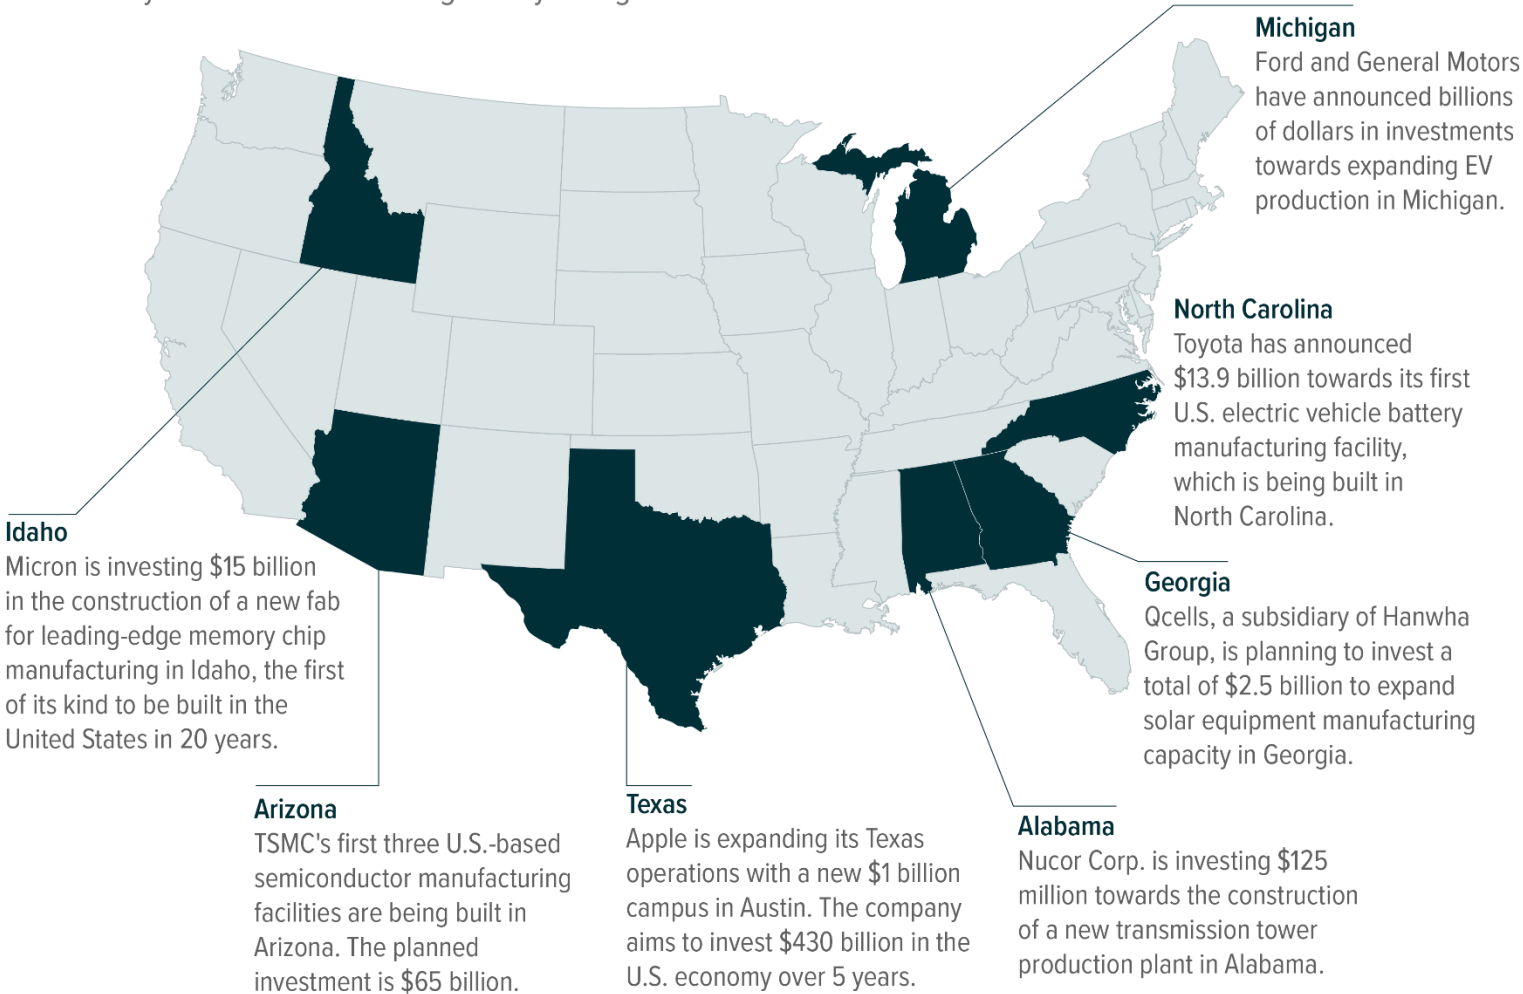 Michigan
Ford and General Motors
have announced billions
of dollars in investments
towards expanding EV
production in Michigan.
North Carolina
Toyota has announced
$13.9 billion towards its first
U.S. electric vehicle battery
manufacturing facility,
which is being built in
North Carolina.
Idaho
Micron is investing $15 billion
in the construction of a new fab
for leading-edge memory chip
manufacturing in Idaho, the first
of its kind to be built in the
United States in 20 years.
Georgia
Qcells, a subsidiary of Hanwha
Group, is planning to invest a
total of $2.5 billion to expand
solar equipment manufacturing
capacity in Georgia.
Arizona
TSMC's first three U.S.-based
semiconductor manufacturing
facilities are being built in
Arizona. The planned
investment is $65 billion.
Texas
Apple is expanding its Texas
operations with a new $1 billion
campus in Austin. The company
aims to invest $430 billion in the
U.S. economy over 5 years.
Alabama
Nucor Corp. is investing $125
million towards the construction
of a new transmission tower
production plant in Alabama.